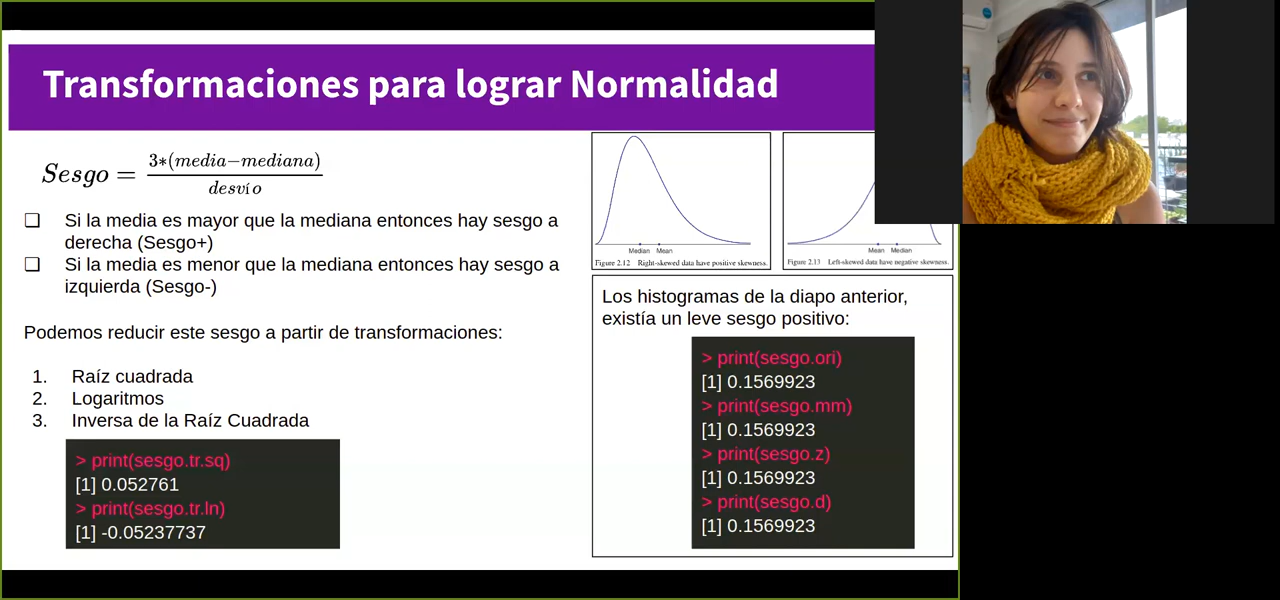 Transformaciones para lograr Normalidad
Sesgo = 3*(media−mediana)
desvío
❑ Si la media es mayor que la mediana entonces hay sesgo a
derecha (Sesgo+)
❑ Si la media es menor que la mediana entonces hay sesgo a
izquierda (Sesgo-)
Podemos reducir este sesgo a partir de transformaciones:
1. Raíz cuadrada
2. Logaritmos
3. Inversa de la Raíz Cuadrada
> print(sesgo.tr.sq)
[1] 0.052761
> print(sesgo.tr.ln)
[1] -0.05237737
Median Mean
Figure 2.12 Right-skewed data have positive skewness.
Mean Median
Figure 2.13 Left-skewed data have negative skewness.
Los histogramas de la diapo anterior,
existía un leve sesgo positivo:
> print(sesgo.ori)
[1] 0.1569923
> print(sesgo.mm)
[1] 0.1569923
> print(sesgo.z)
[1] 0.1569923
> print(sesgo.d)
[1] 0.1569923